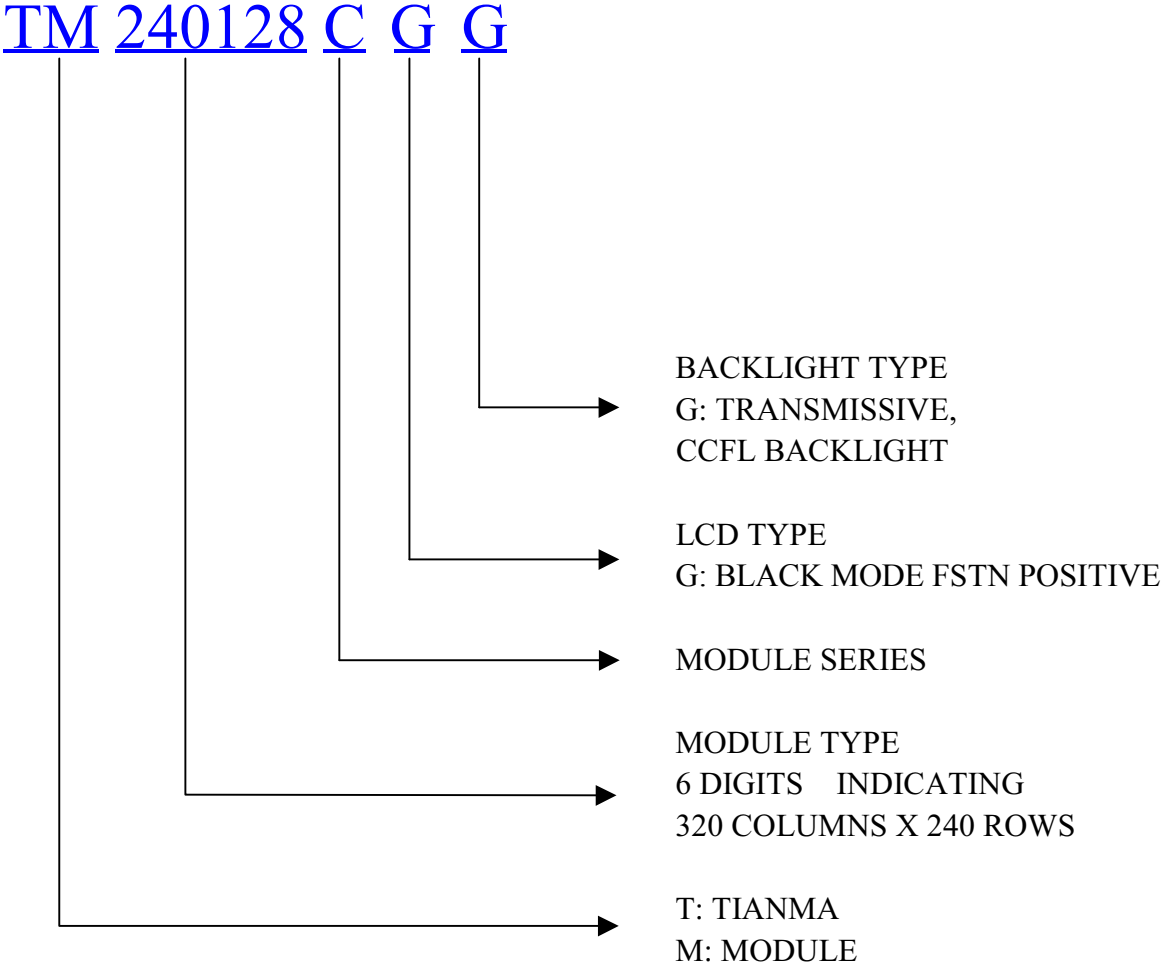 TM 240128 C G G
BACKLIGHT TYPE
G: TRANSMISSIVE,
CCFL BACKLIGHT
LCD TYPE
G: BLACK MODE FSTN POSITIVE
MODULE SERIES
MODULE TYPE
6 DIGITS INDICATING
320 COLUMNS X 240 ROWS
T: TIANMA
M: MODULE